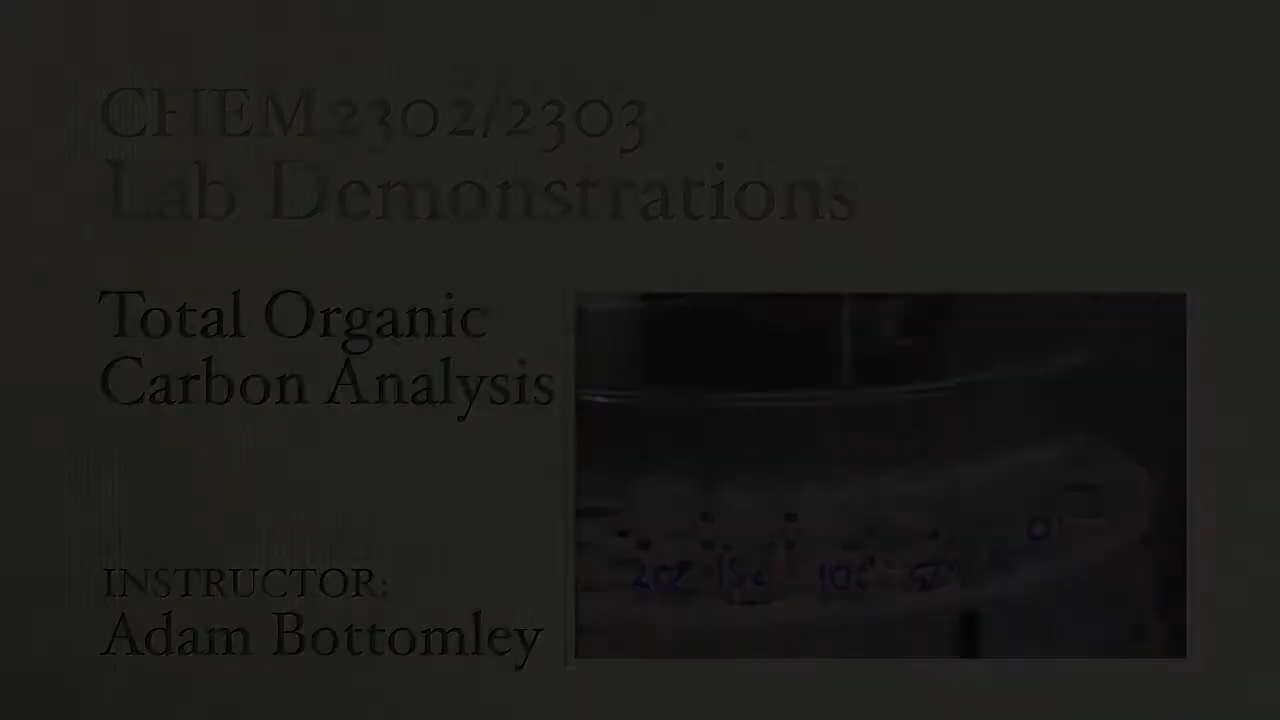 CHEM 2302/2303
Lab Demonstrations
Total Organic
Carbon Analysis
INSTRUCTOR:
Adam Bottomley